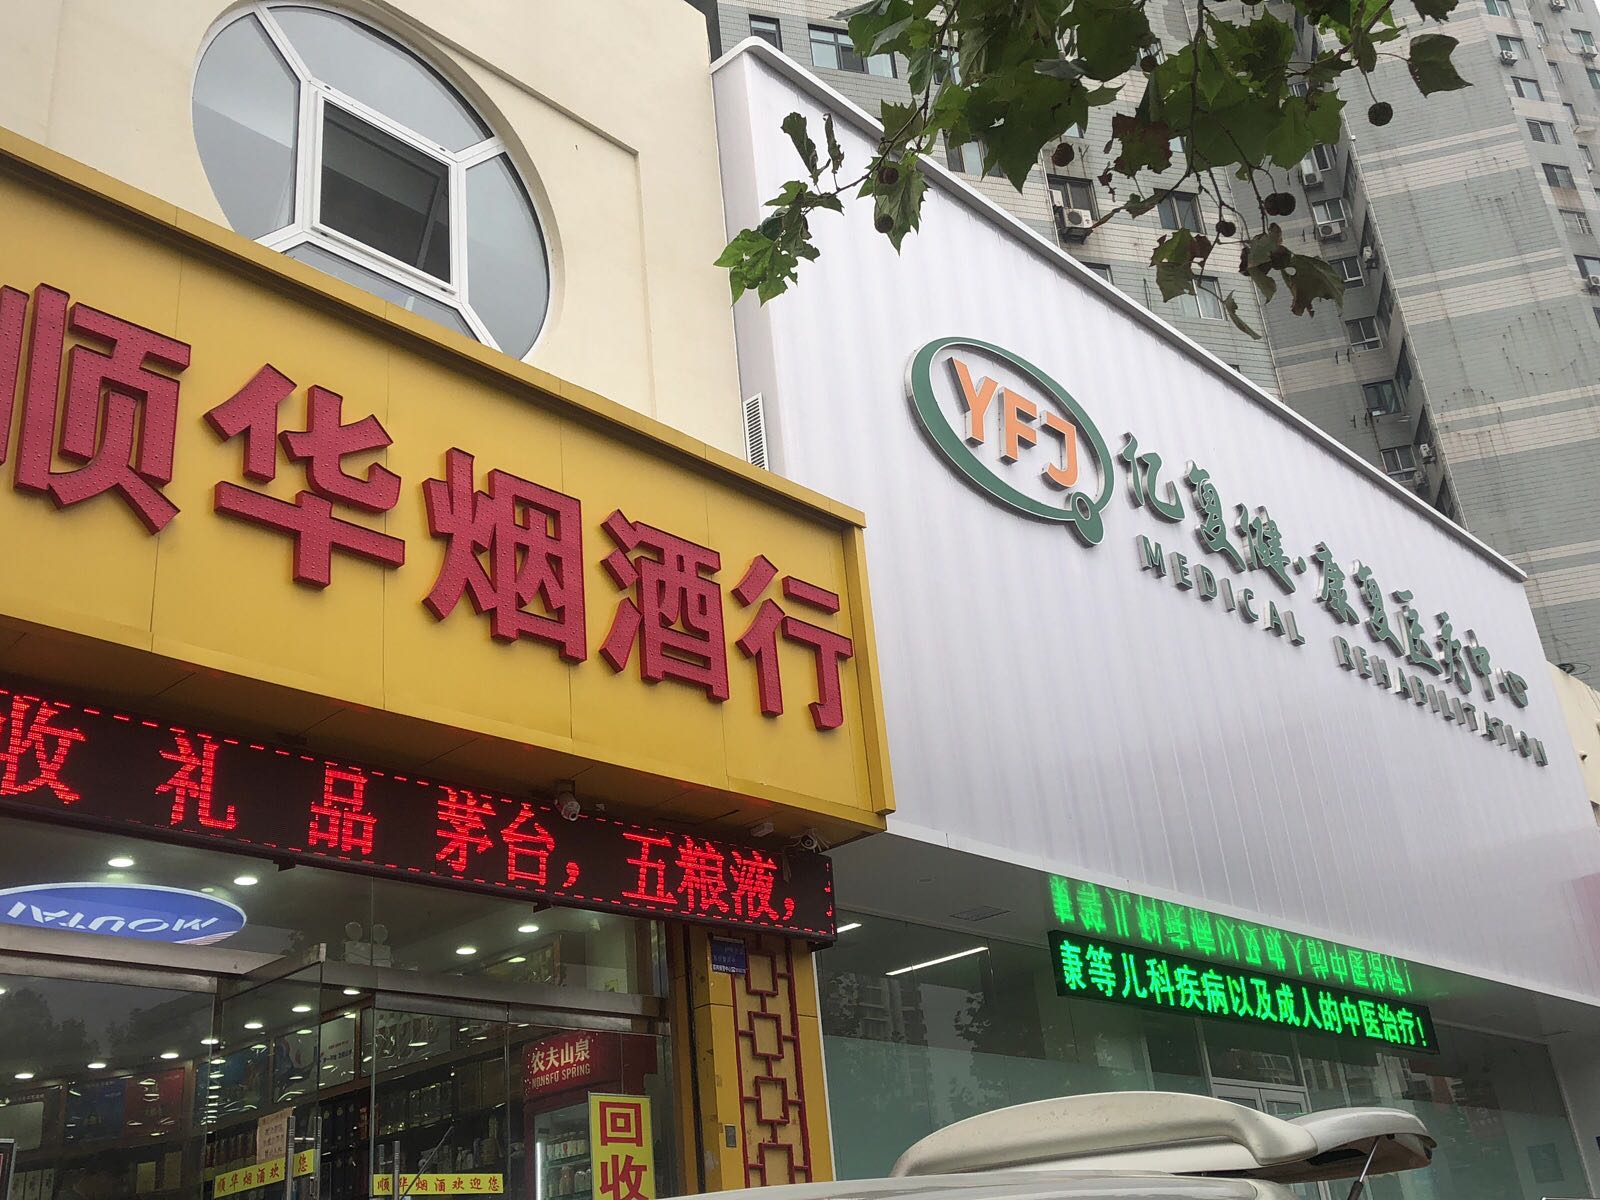 顺华烟酒行
收 礼 品 茅台，五粮液，
MOUTAI
农夫山泉
NONGFU SPRING
回收
顺华烟酒欢迎您
顺华烟酒欢迎您
YFJ
亿复健·康复医疗中心
MEDICAL REHABILITATION
康等儿科疾病以及成人的中医治疗！